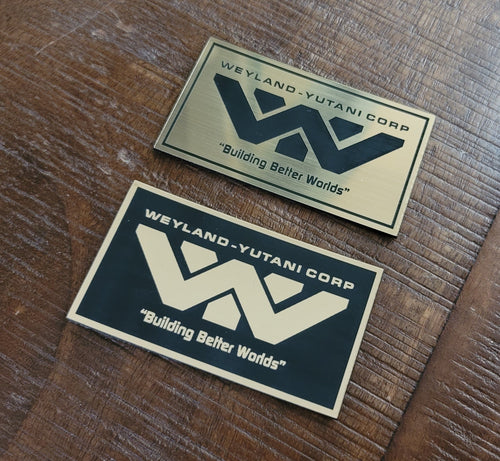 WEYLAND-YUTANI CORP
"Building Better Worlds"
WEYLAND-YUTANI CORP
"Building Better Worlds"